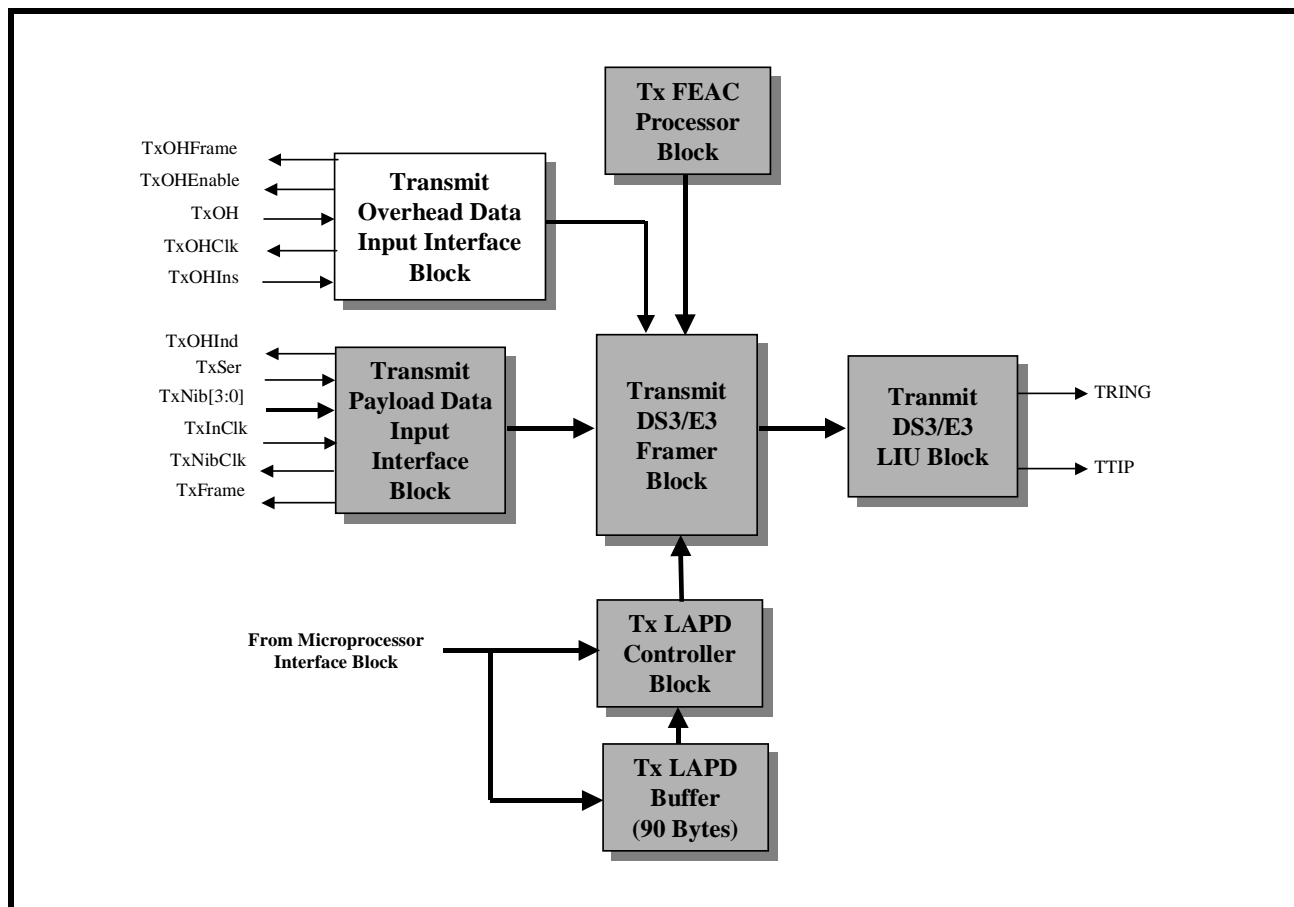 Tx FEAC
Processor
Block
TxOHFrame
TxOHEnable
TxOH
TxOHClk
TxOHIns
Transmit
Overhead Data
Input Interface
Block
TxOHInd
TxSer
TxNib[3:0]
TxInClk
TxNibClk
TxFrame
Transmit
Payload Data
Input
Interface
Block
Transmit
DS3/E3
Framer
Block
Tranmit
DS3/E3
LIU Block
TRING
TTIP
From Microprocessor
Interface Block
Tx LAPD
Controller
Block
Tx LAPD
Buffer
(90 Bytes)